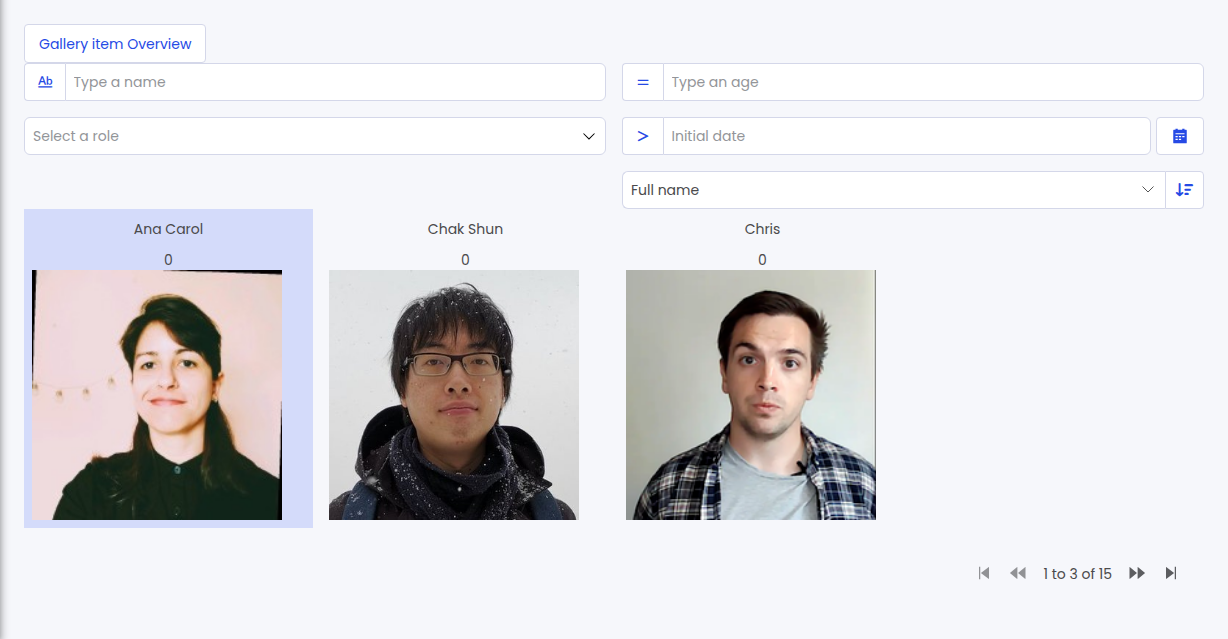 Gallery item Overview
Ab Type a name
= Type an age
Select a role
> Initial date
Full name
Ana Carol
0
Chak Shun
0
Chris
0
1 to 3 of 15